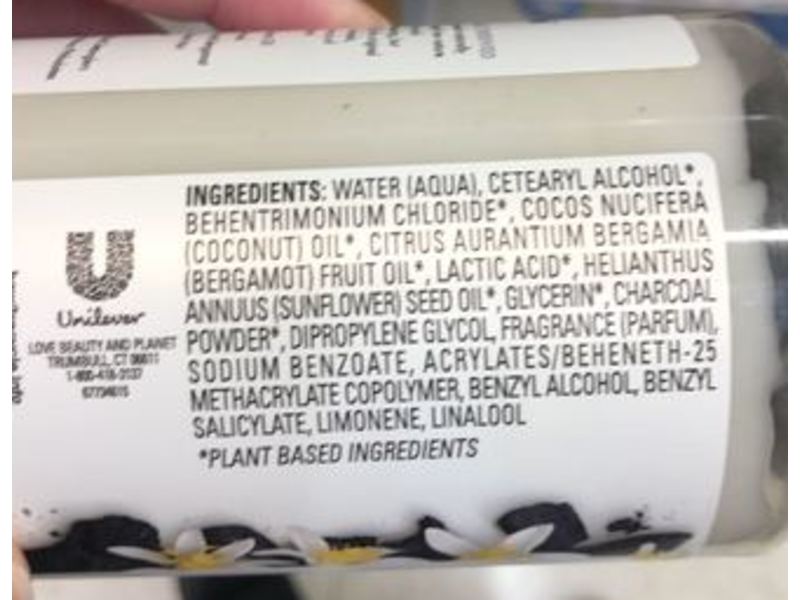 INGREDIENTS: WATER (AQUA), CETEARYL ALCOHOL*,
BEHENTRIMONIUM CHLORIDE*, COCOS NUCIFERA
(COCONUT) OIL*, CITRUS AURANTIUM BERGAMIA
(BERGAMOT) FRUIT OIL*, LACTIC ACID*, HELIANTHUS
ANNUUS (SUNFLOWER) SEED OIL*, GLYCERIN*, CHARCOAL
POWDER*, DIPROPYLENE GLYCOL, FRAGRANCE (PARFUM),
SODIUM BENZOATE, ACRYLATES/BEHENETH-25
METHACRYLATE COPOLYMER, BENZYL ALCOHOL, BENZYL
SALICYLATE, LIMONENE, LINALOOL
*PLANT BASED INGREDIENTS
Unilever
LOVE BEAUTY AND PLANET
TRUMBULL, CT 06611